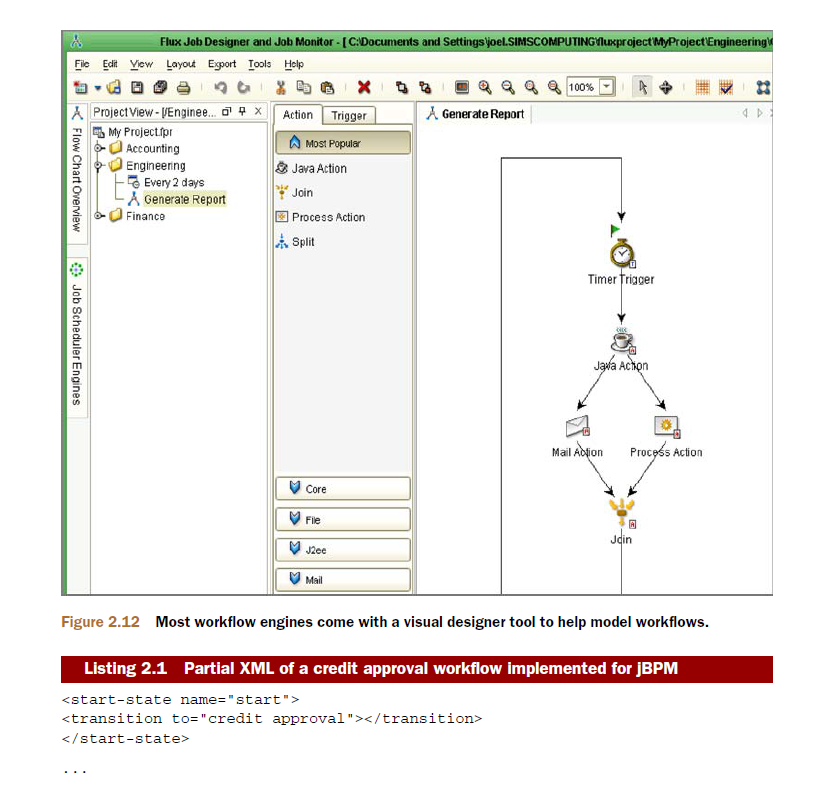 Flux Job Designer and Job Monitor - [ C:\Documents and Settings\joel.SIMSCOMPUTING\fluxproject\MyProject\Engineering\
File Edit View Layout Export Tools Help
100%
Flow Chart Overview
Job Scheduler Engines
ProjectView - [/Enginee...
My Project.fpr
Accounting
Engineering
Every 2 days
Generate Report
Finance
Action Trigger
Most Popular
Java Action
Join
Process Action
Split
Core
File
J2ee
Mail
Generate Report
Timer Trigger
Java Action
Mail Action Process Action
Join
Figure 2.12 Most workflow engines come with a visual designer tool to help model workflows.
Listing 2.1 Partial XML of a credit approval workflow implemented for jBPM
<start-state name="start">
<transition to="credit approval"></transition>
</start-state>
...